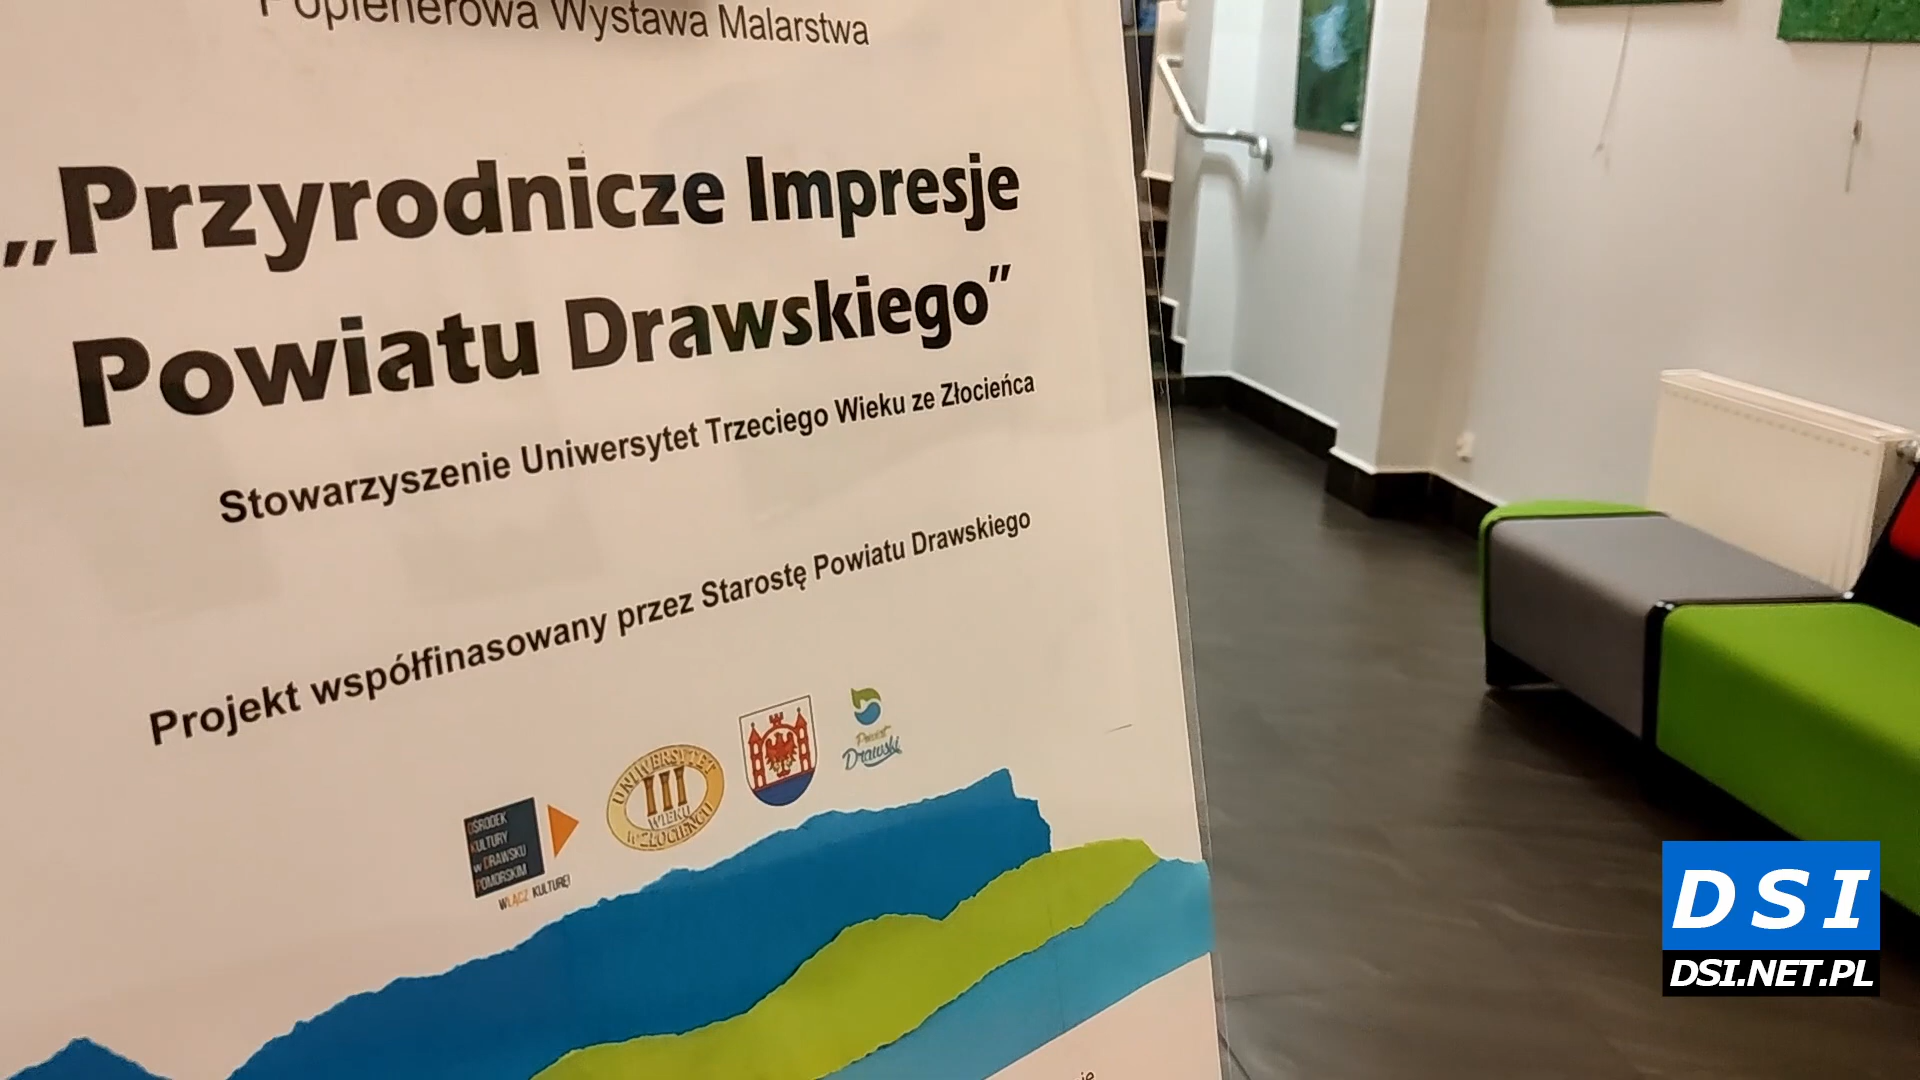 Poplenerowa Wystawa Malarstwa
„Przyrodnicze Impresje
Powiatu Drawskiego”
Stowarzyszenie Uniwersytet Trzeciego Wieku ze Złocieńca
Projekt współfinasowany przez Starostę Powiatu Drawskiego
OŚRODEK
KULTURY
W DRAWSKU
POMORSKIM
WŁĄCZ KULTURĘ!
UNIWERSYTET
III
WIEKU
W ZŁOCIEŃCU
Powiat
Drawski
DSI
DSI.NET.PL